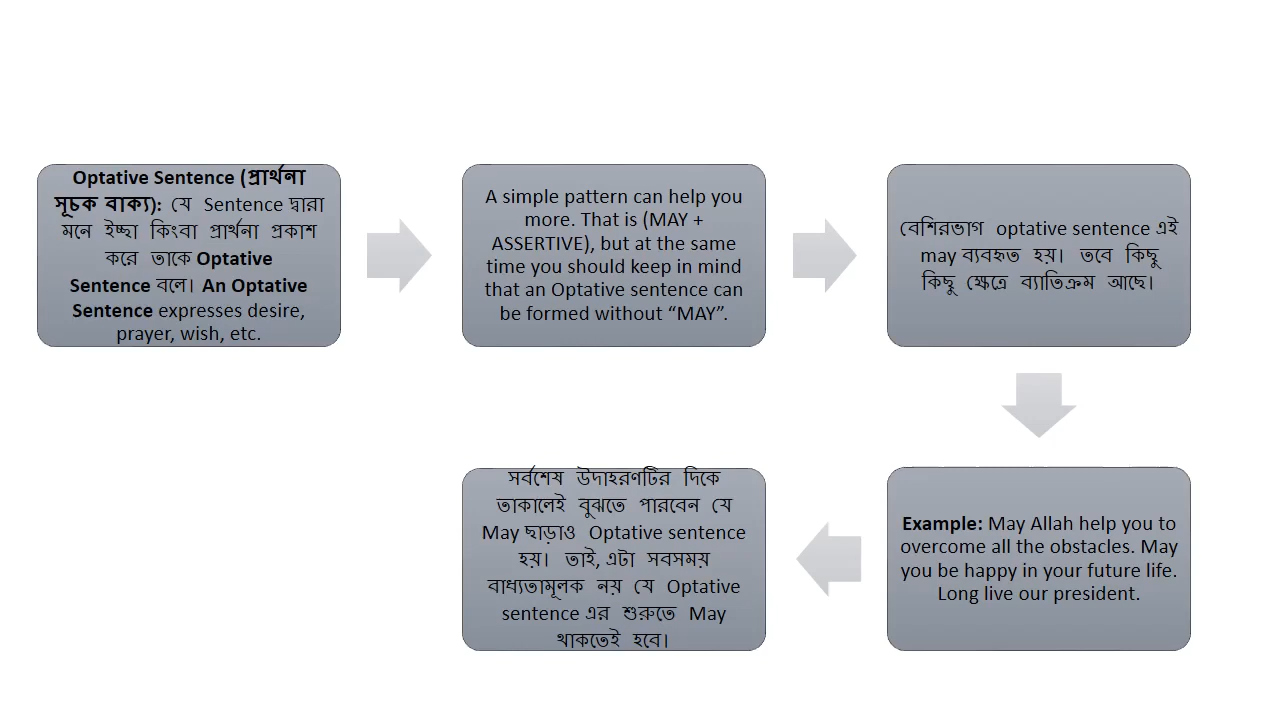 Optative Sentence (প্রার্থনা
সূচক বাক্য): যে Sentence দ্বারা
মনে ইচ্ছা কিংবা প্রার্থনা প্রকাশ
করে তাকে Optative
Sentence বলে। An Optative
Sentence expresses desire,
prayer, wish, etc.
A simple pattern can help you
more. That is (MAY +
ASSERTIVE), but at the same
time you should keep in mind
that an Optative sentence can
be formed without “MAY”.
বেশিরভাগ optative sentence এই
may ব্যবহৃত হয়। তবে কিছু
কিছু ক্ষেত্রে ব্যাতিক্রম আছে।
Example: May Allah help you to
overcome all the obstacles. May
you be happy in your future life.
Long live our president.
সর্বশেষ উদাহরণটির দিকে
তাকালেই বুঝতে পারবেন যে
May ছাড়াও Optative sentence
হয়। তাই, এটা সবসময়
বাধ্যতামূলক নয় যে Optative
sentence এর শুরুতে May
থাকতেই হবে।